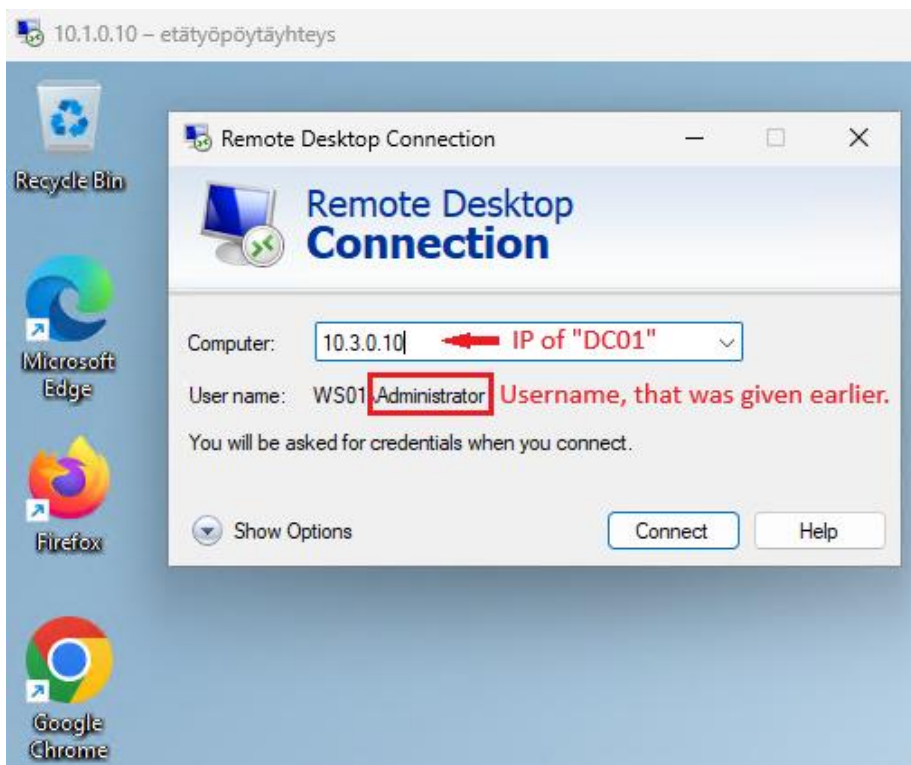 10.1.0.10 – etätyöpöytäyhteys
Recycle Bin
Microsoft
Edge
Firefox
Google
Chrome
Remote Desktop Connection
Remote Desktop
Connection
Computer: 10.3.0.10 IP of "DC01"
User name: WS01\Administrator Username, that was given earlier.
You will be asked for credentials when you connect.
Show Options Connect Help